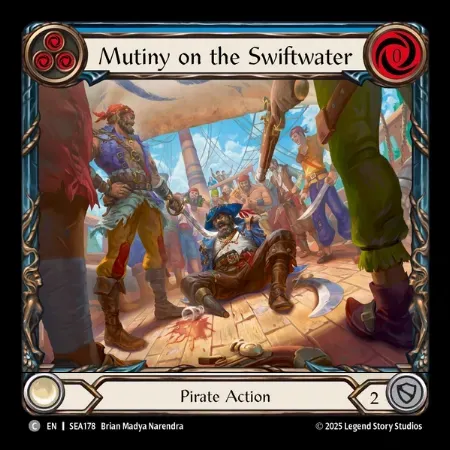 Mutiny on the Swiftwater
0
Pirate Action
2
C EN | SEA178 Brian Madya Narendra
© 2025 Legend Story Studios